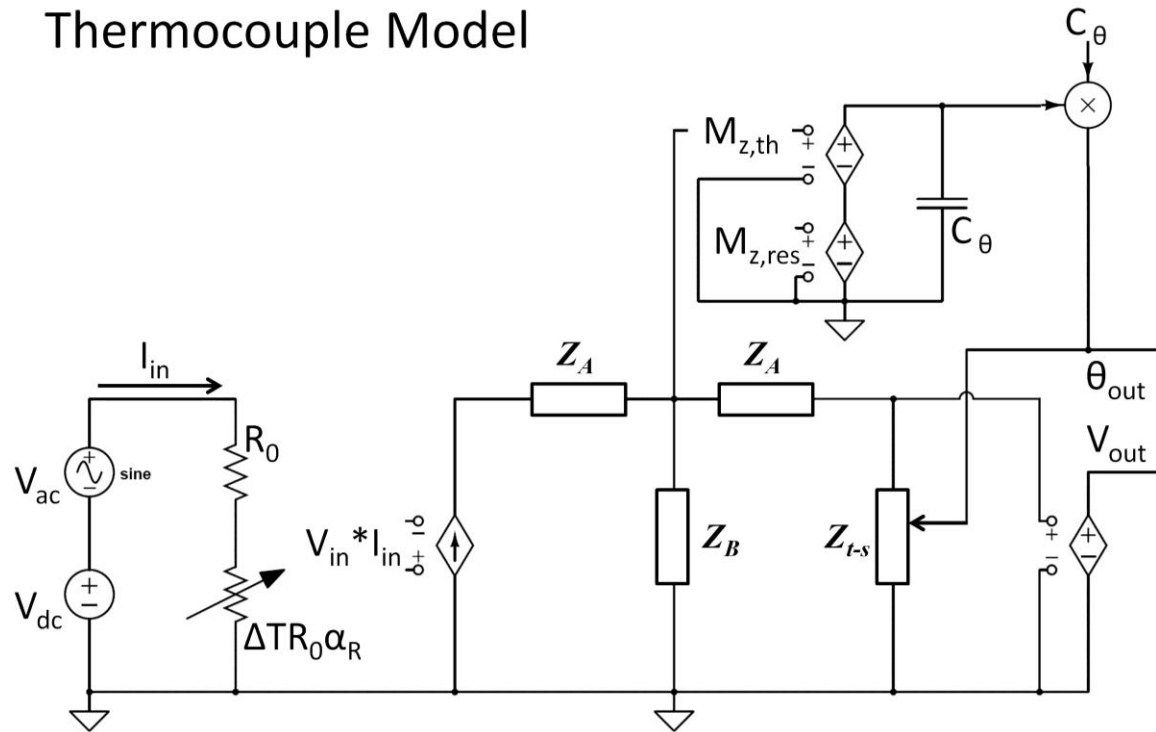 Thermocouple Model
C_θ
×
M_z,th
+
−
+
−
M_z,res
+
−
+
−
C_θ
I_in
Z_A
Z_A
θ_out
R_0
V_out
V_ac
+
−
sine
V_in*I_in
−
+
Z_B
Z_t-s
+
−
+
−
V_dc
+
−
ΔTR_0α_R